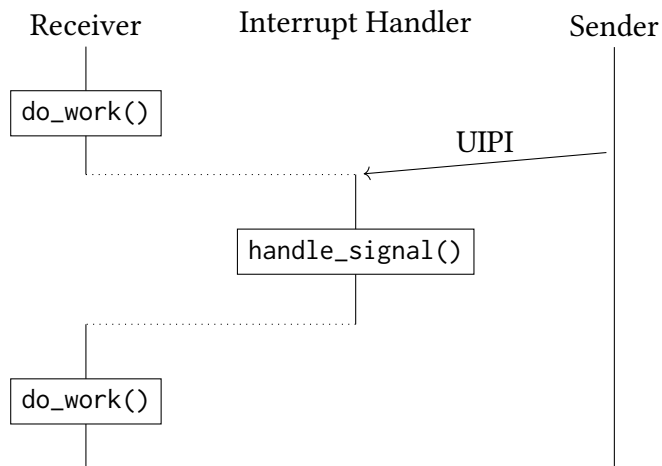 Receiver
Interrupt Handler
Sender
do_work()
UIPI
handle_signal()
do_work()